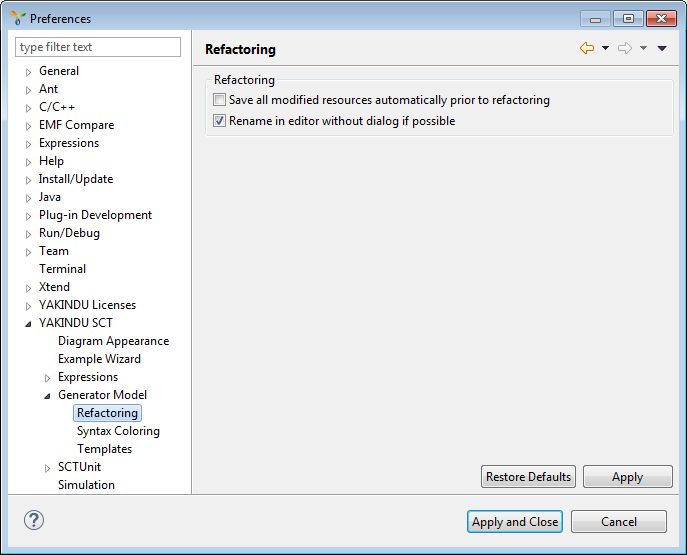 Preferences
type filter text
General
Ant
C/C++
EMF Compare
Expressions
Help
Install/Update
Java
Plug-in Development
Run/Debug
Team
Terminal
Xtend
YAKINDU Licenses
YAKINDU SCT
Diagram Appearance
Example Wizard
Expressions
Generator Model
Refactoring
Syntax Coloring
Templates
SCTUnit
Simulation
Refactoring
Refactoring
Save all modified resources automatically prior to refactoring
Rename in editor without dialog if possible
Restore Defaults
Apply
?
Apply and Close
Cancel